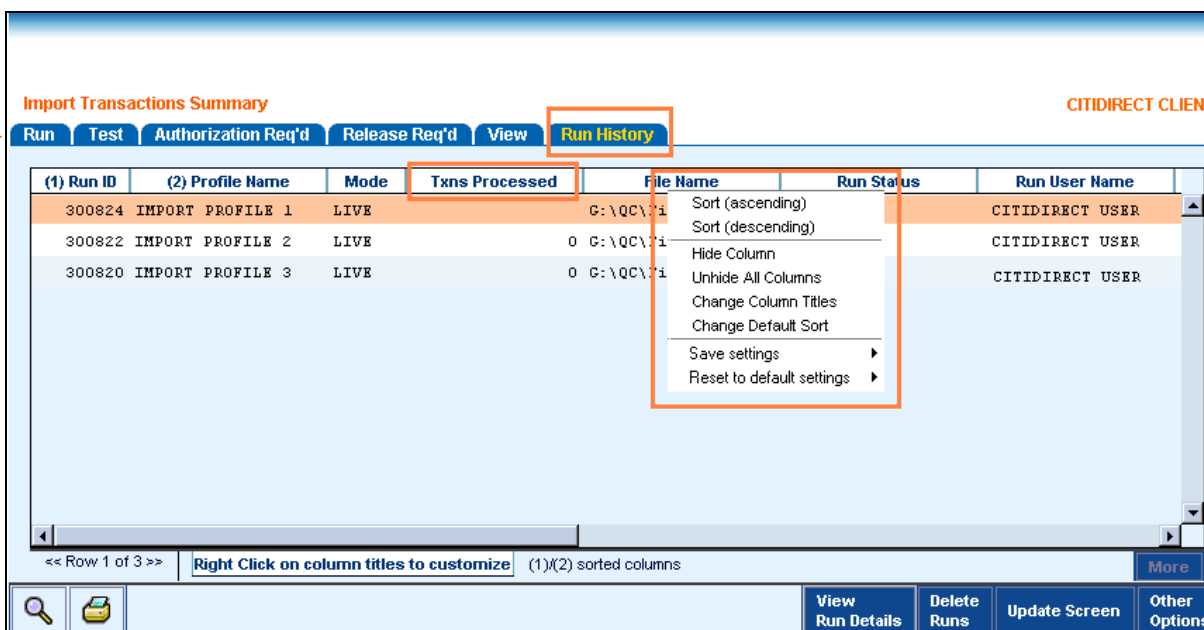 Import Transactions Summary CITIDIRECT CLIEN
Run Test Authorization Req'd Release Req'd View Run History
(1) Run ID (2) Profile Name Mode Txns Processed File Name Run Status Run User Name
300824 IMPORT PROFILE 1 LIVE G:\QC\ CITIDIRECT USER
300822 IMPORT PROFILE 2 LIVE 0 G:\QC\ CITIDIRECT USER
300820 IMPORT PROFILE 3 LIVE 0 G:\QC\ CITIDIRECT USER
Sort (ascending)
Sort (descending)
Hide Column
Unhide All Columns
Change Column Titles
Change Default Sort
Save settings
Reset to default settings
<< Row 1 of 3 >> Right Click on column titles to customize (1)/(2) sorted columns More
View Run Details Delete Runs Update Screen Other Options